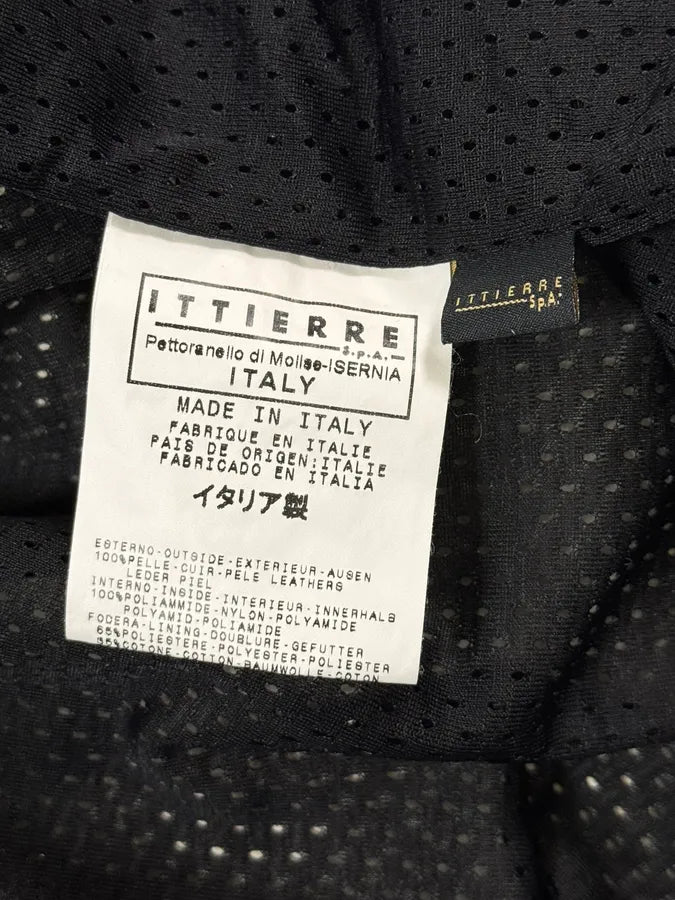 ITTIERRE
S.p.A.
Pettoranello di Molise-ISERNIA
ITALY
MADE IN ITALY
FABRIQUE EN ITALIE
PAIS DE ORIGEN:ITALIE
FABRICADO EN ITALIA
イタリア製
ESTERNO-OUTSIDE-EXTERIEUR-AUSEN
100%PELLE-CUIR-PELE LEATHERS
LEDER PIEL
INTERNO-INSIDE-INTERIEUR-INNERHALB
100%POLIAMMIDE-NYLON-POLYAMIDE
POLYAMID-POLIAMIDE
FODERA-LINING-DOUBLURE-GEFUTTER
65%POLIESTERE-POLYESTER-POLIESTER
35%COTONE-COTTON-BAUMWOLLE-COTON
ITTIERRE
S.p.A.